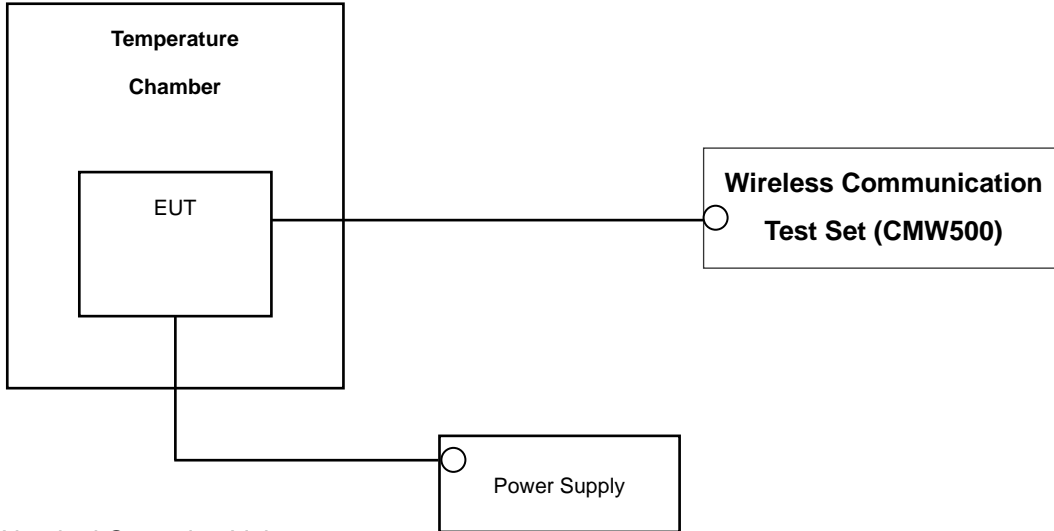 Temperature
Chamber
EUT
Wireless Communication
Test Set (CMW500)
Power Supply